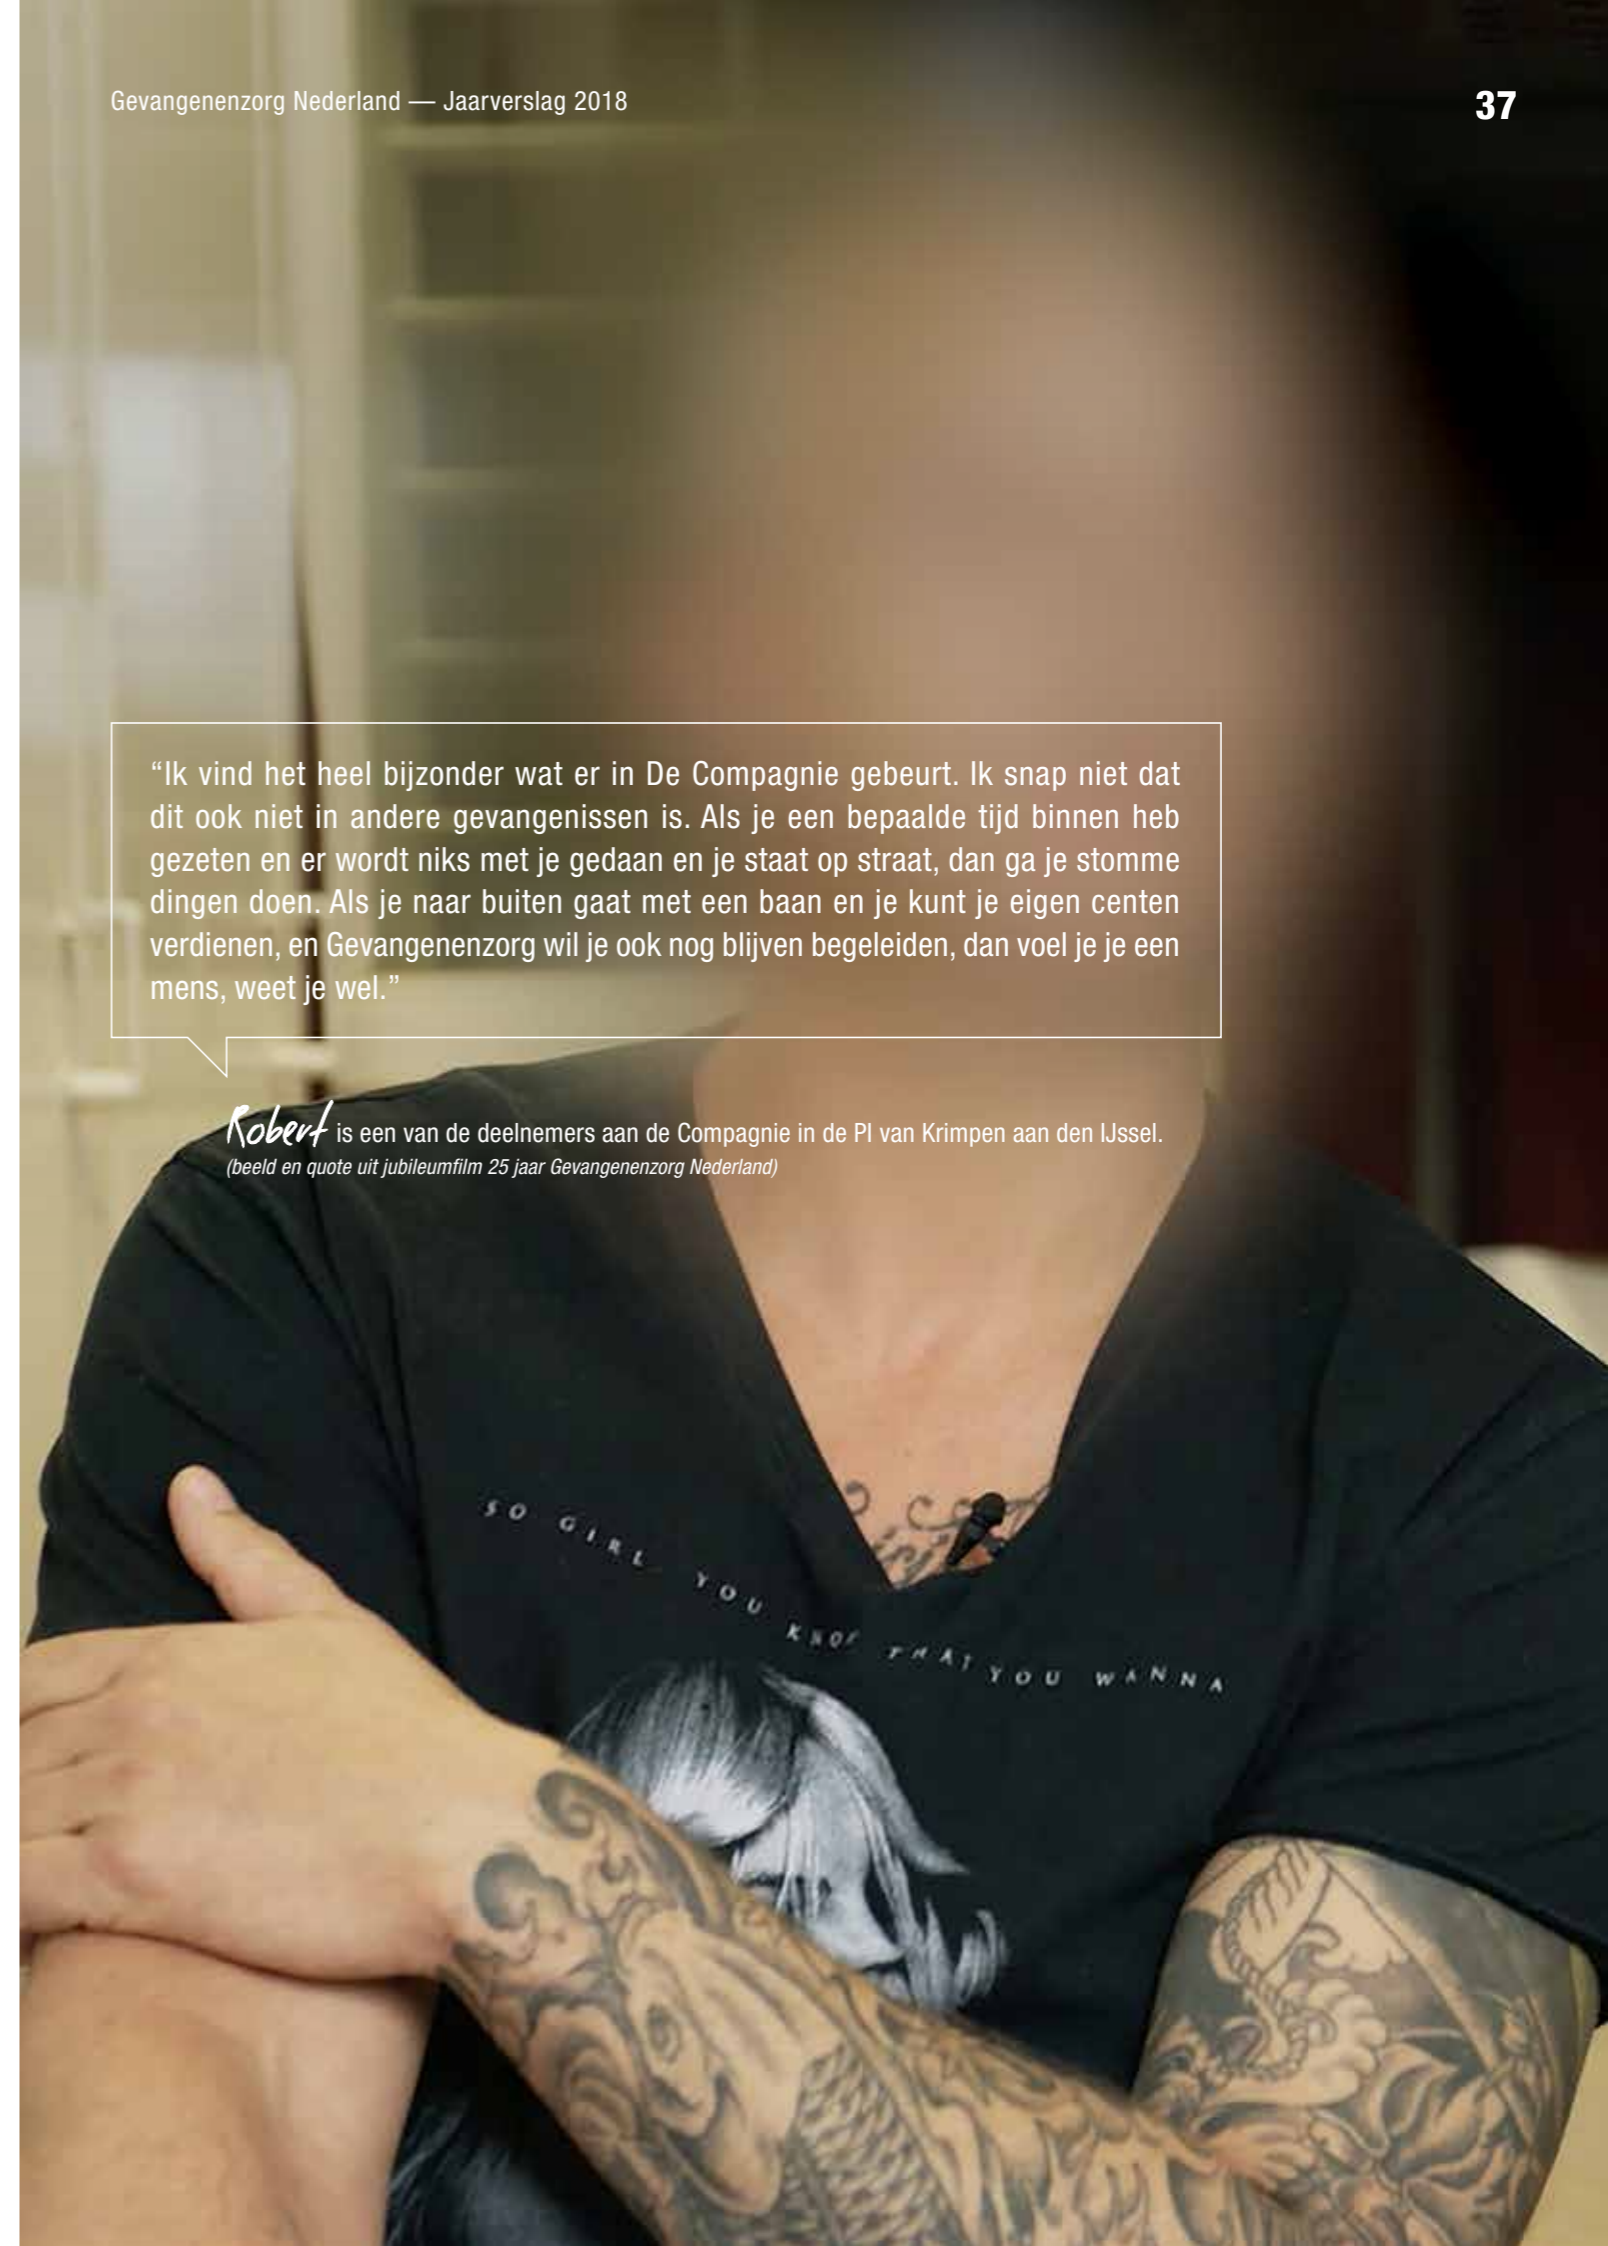 Gevangenenzorg Nederland — Jaarverslag 2018
37
“Ik vind het heel bijzonder wat er in De Compagnie gebeurt. Ik snap niet dat
dit ook niet in andere gevangenissen is. Als je een bepaalde tijd binnen heb
gezeten en er wordt niks met je gedaan en je staat op straat, dan ga je stomme
dingen doen. Als je naar buiten gaat met een baan en je kunt je eigen centen
verdienen, en Gevangenenzorg wil je ook nog blijven begeleiden, dan voel je je een
mens, weet je wel.”
Robert is een van de deelnemers aan de Compagnie in de PI van Krimpen aan den IJssel.
(beeld en quote uit jubileumfilm 25 jaar Gevangenenzorg Nederland)
SO GIRL YOU THAT YOU WANNA